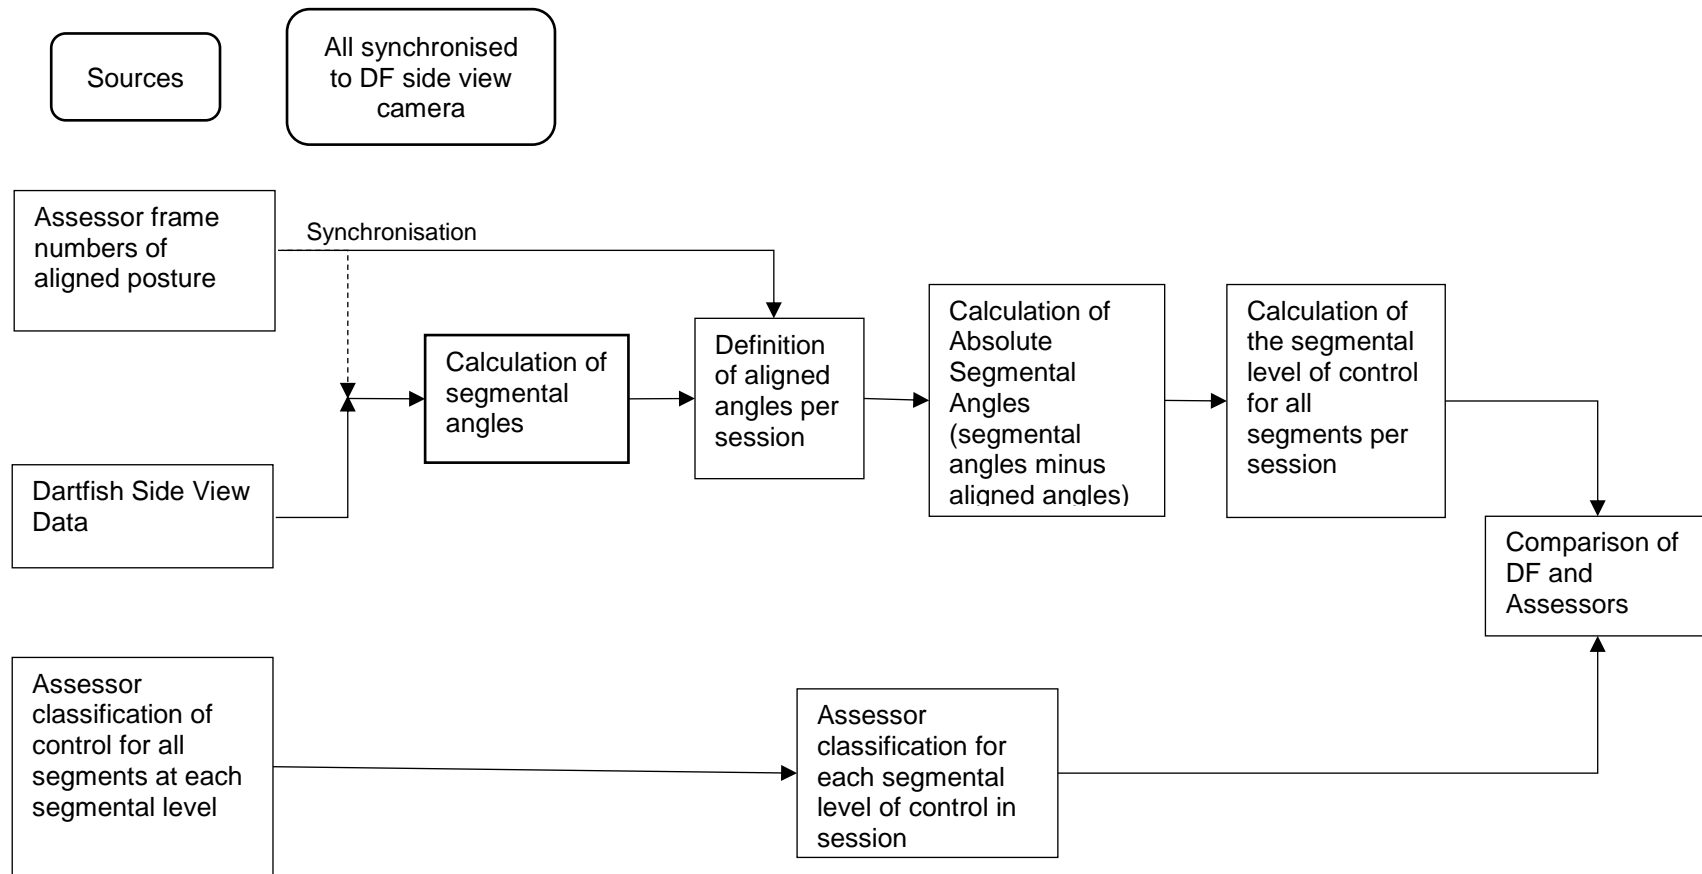 Sources
All synchronised
to DF side view
camera
Assessor frame
numbers of
aligned posture
Synchronisation
Calculation of
segmental
angles
Definition
of aligned
angles per
session
Calculation of
Absolute
Segmental
Angles
(segmental
angles minus
aligned angles)
Calculation of
the segmental
level of control
for all
segments per
session
Dartfish Side View
Data
Comparison of
DF and
Assessors
Assessor
classification of
control for all
segments at each
segmental level
Assessor
classification for
each segmental
level of control in
session